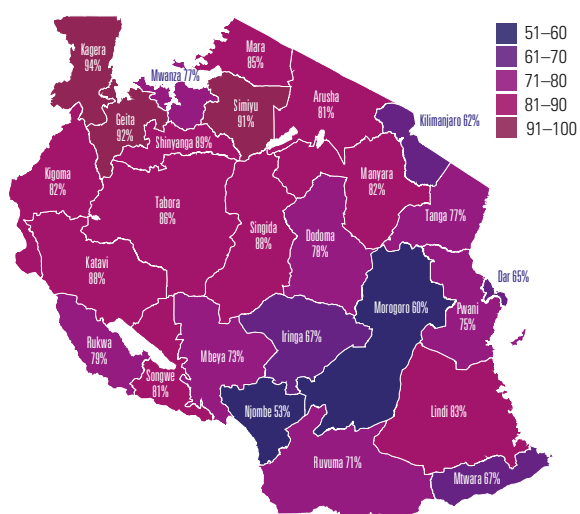 Kagera
94%
Mara
85%
Mwanza 77%
Simiyu
91%
Arusha
81%
Kilimanjaro 62%
Geita
92%
Shinyanga 89%
Kigoma
82%
Manyara
82%
Tabora
86%
Tanga 77%
Singida
88%
Dodoma
78%
Katavi
88%
Dar 65%
Morogoro 60%
Pwani
75%
Rukwa
79%
Mbeya 73%
Iringa 67%
Songwe
81%
Njombe 53%
Lindi 83%
Ruvuma 71%
Mtwara 67%
51–60
61–70
71–80
81–90
91–100